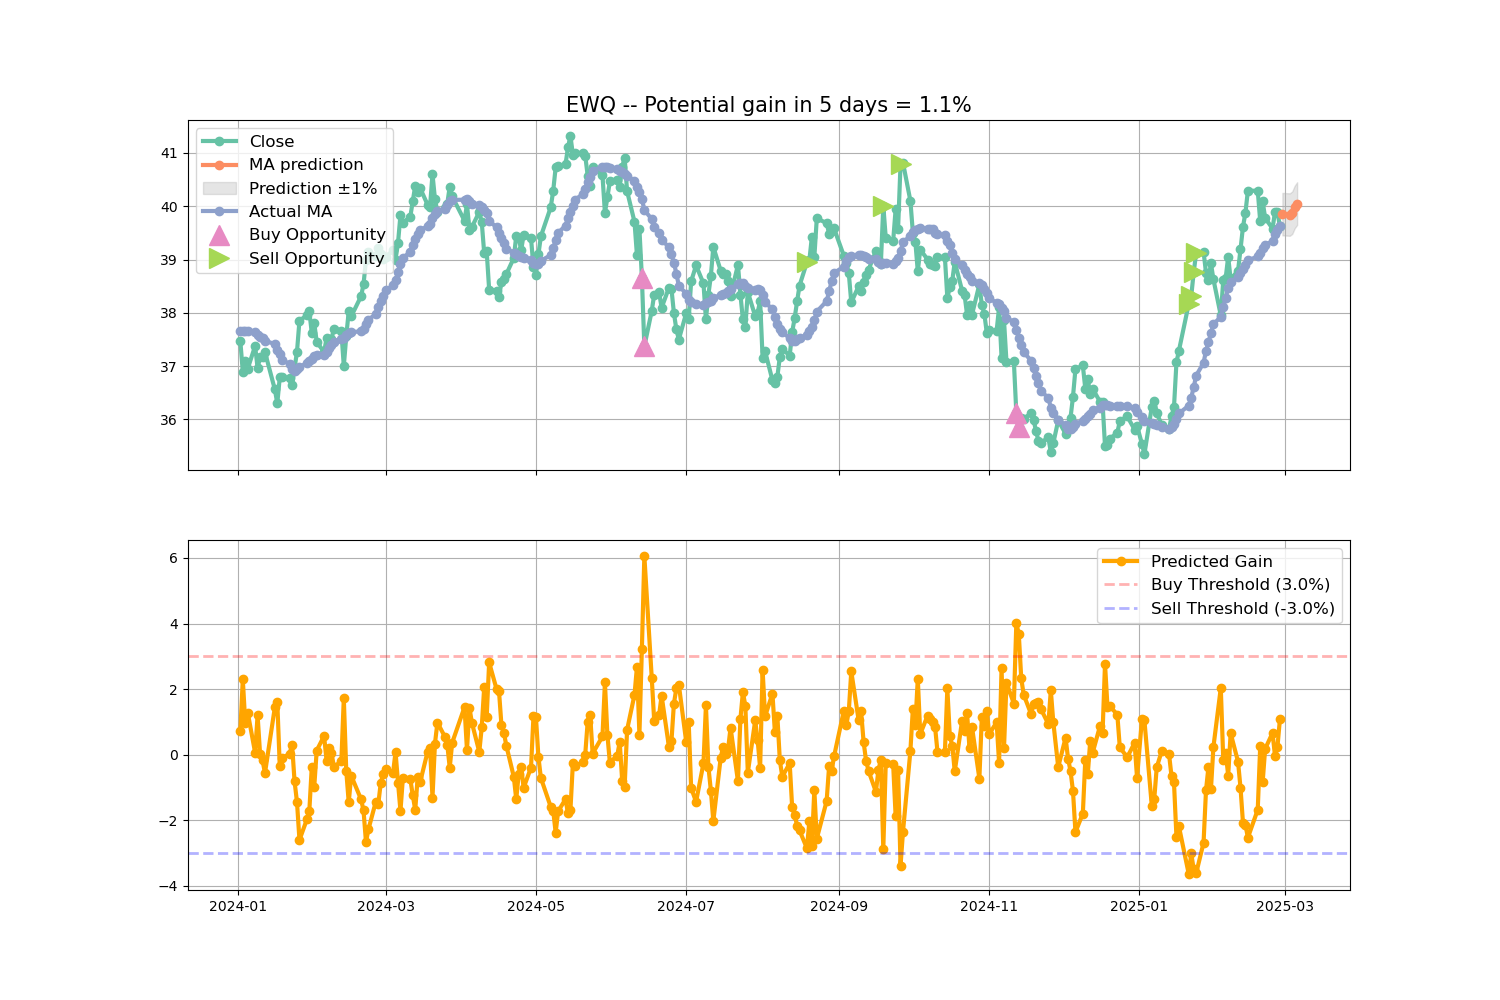 EWQ -- Potential gain in 5 days = 1.1%
Close
MA prediction
Prediction ±1%
Actual MA
Buy Opportunity
Sell Opportunity
41
40
39
38
37
36
Predicted Gain
Buy Threshold (3.0%)
Sell Threshold (-3.0%)
6
4
2
0
−2
−4
2024-01 2024-03 2024-05 2024-07 2024-09 2024-11 2025-01 2025-03